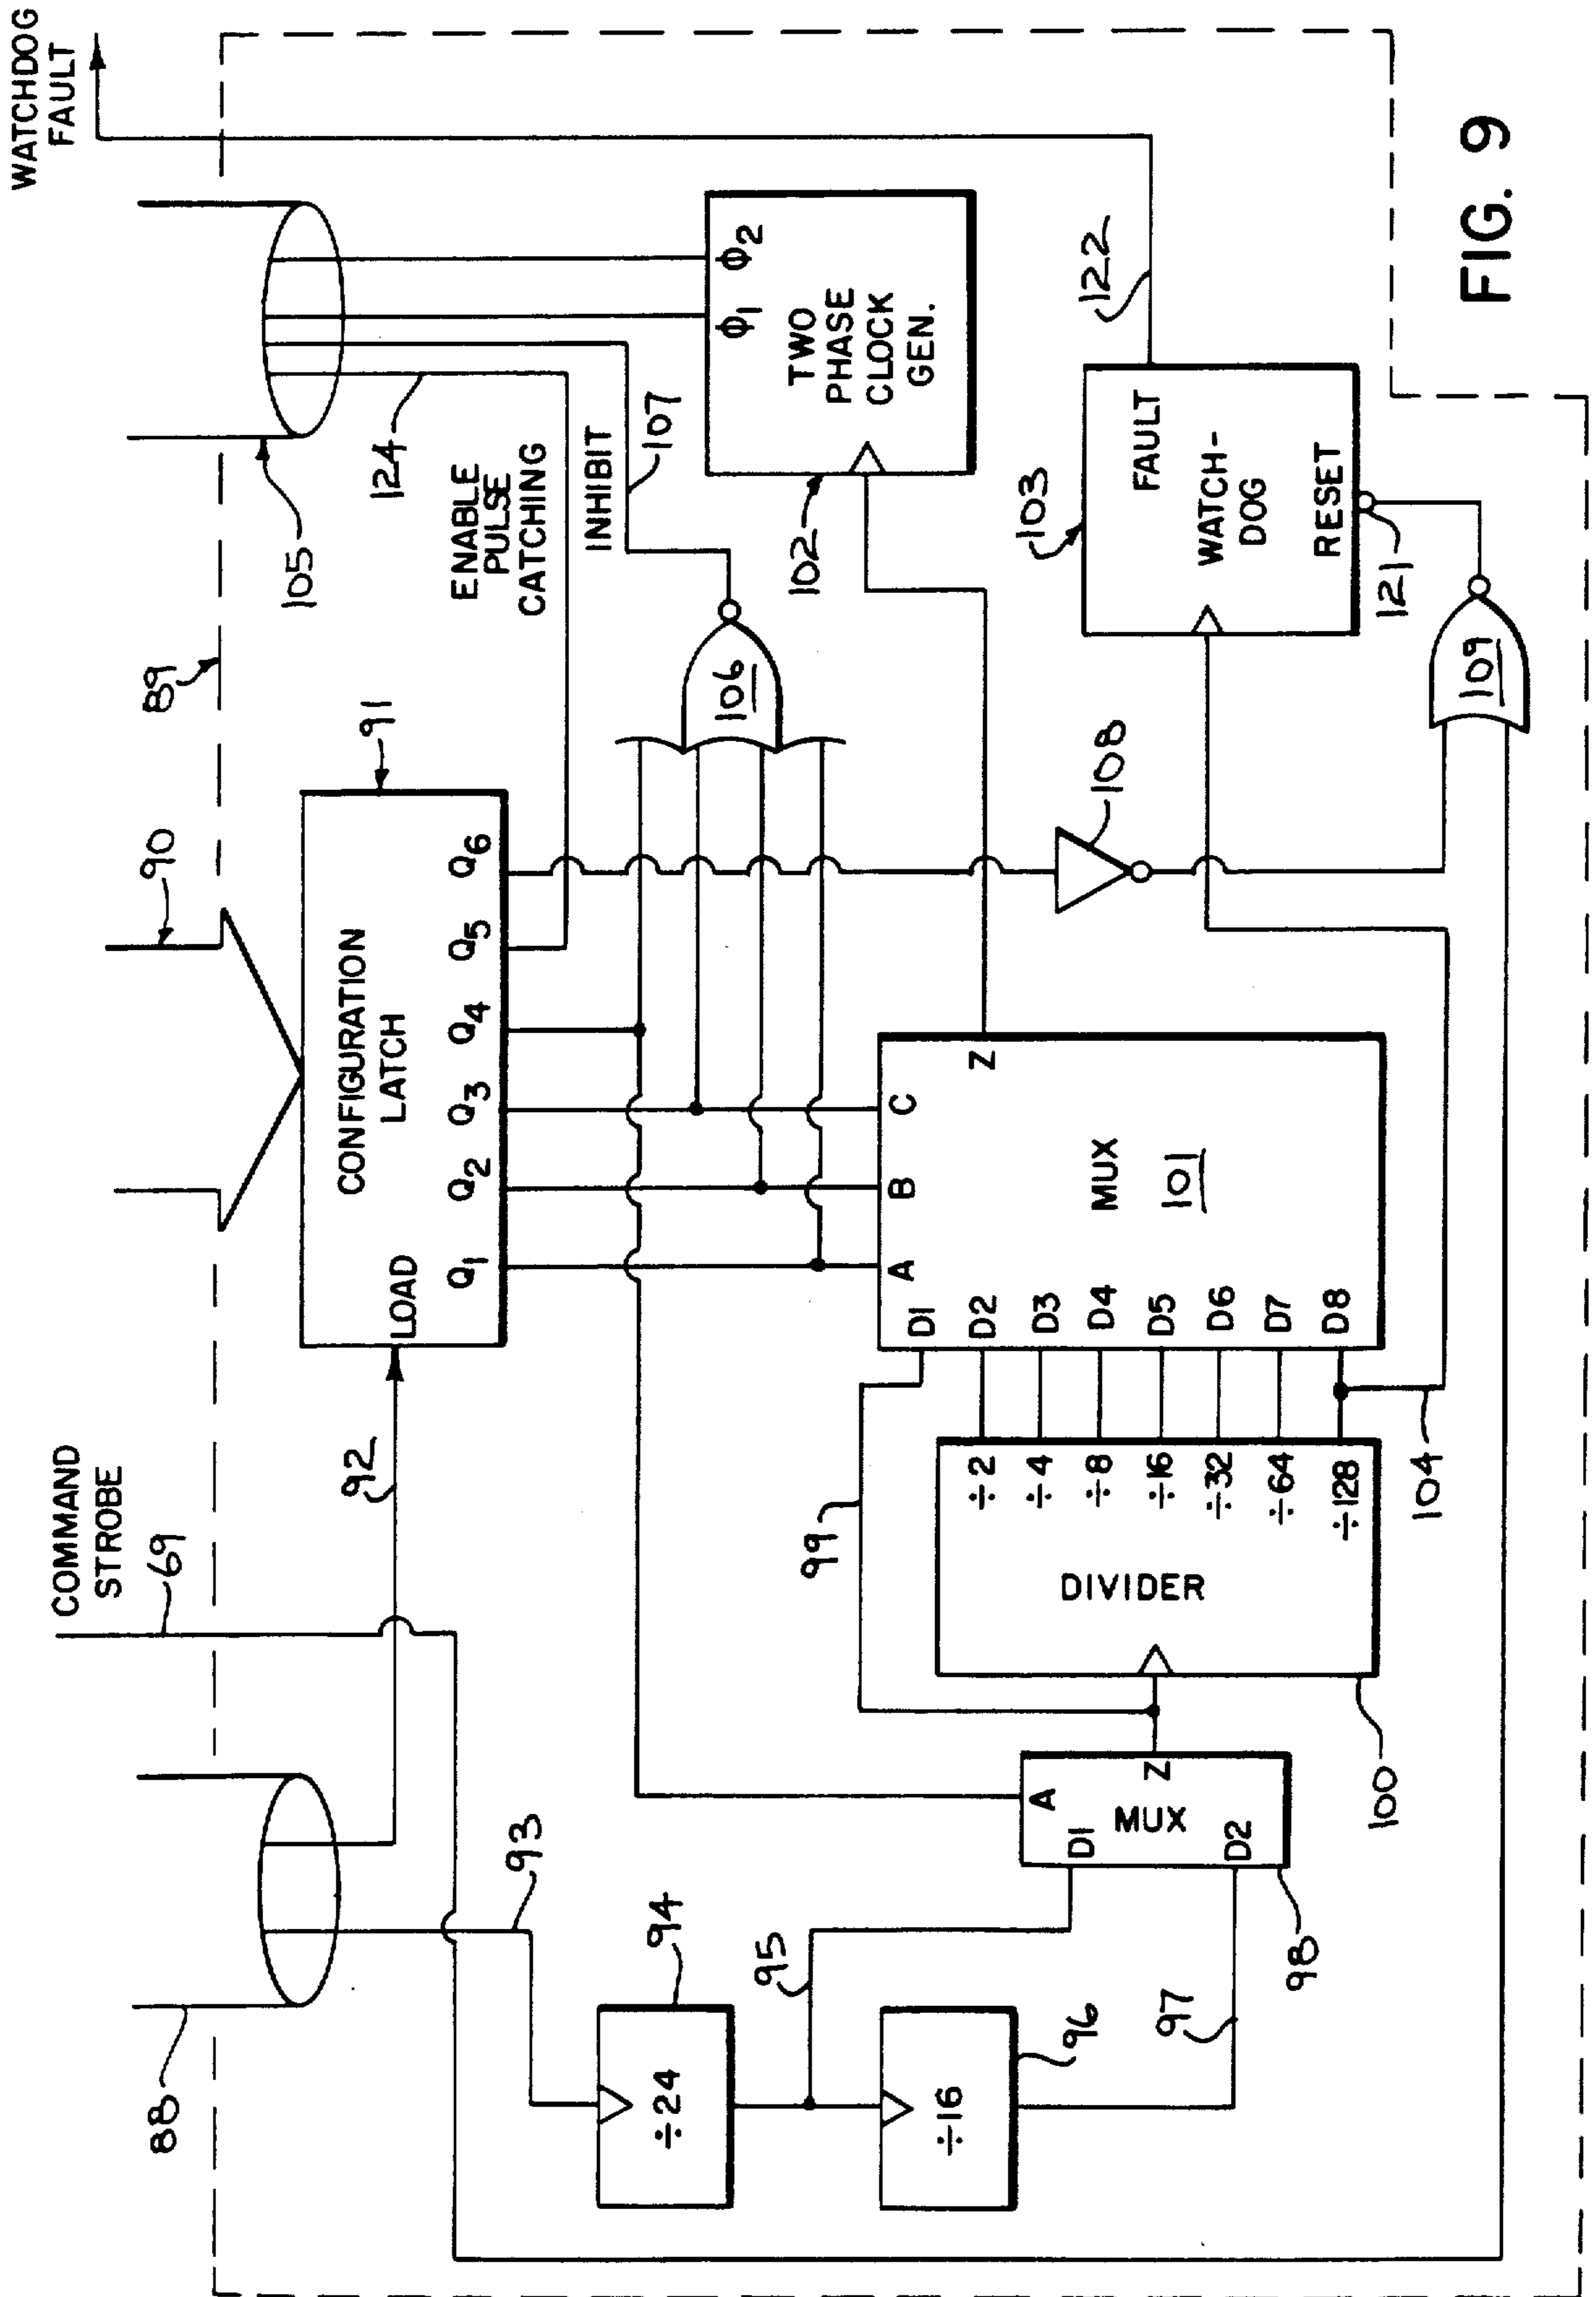 WATCHDOG
FAULT
COMMAND
STROBE
69
88
90
89
105
92
93
LOAD
CONFIGURATION
LATCH
91
Q1
Q2
Q3
Q4
Q5
Q6
124
ENABLE
PULSE
CATCHING
INHIBIT
107
106
94
÷24
95
÷16
96
97
D1
A
MUX
Z
D2
98
99
DIVIDER
÷2
÷4
÷8
÷16
÷32
÷64
÷128
100
104
D1
D2
D3
D4
D5
D6
D7
D8
A
B
C
MUX
101
Z
102
TWO
PHASE
CLOCK
GEN.
Φ1
Φ2
108
103
FAULT
WATCH-
DOG
RESET
121
122
109
FIG. 9